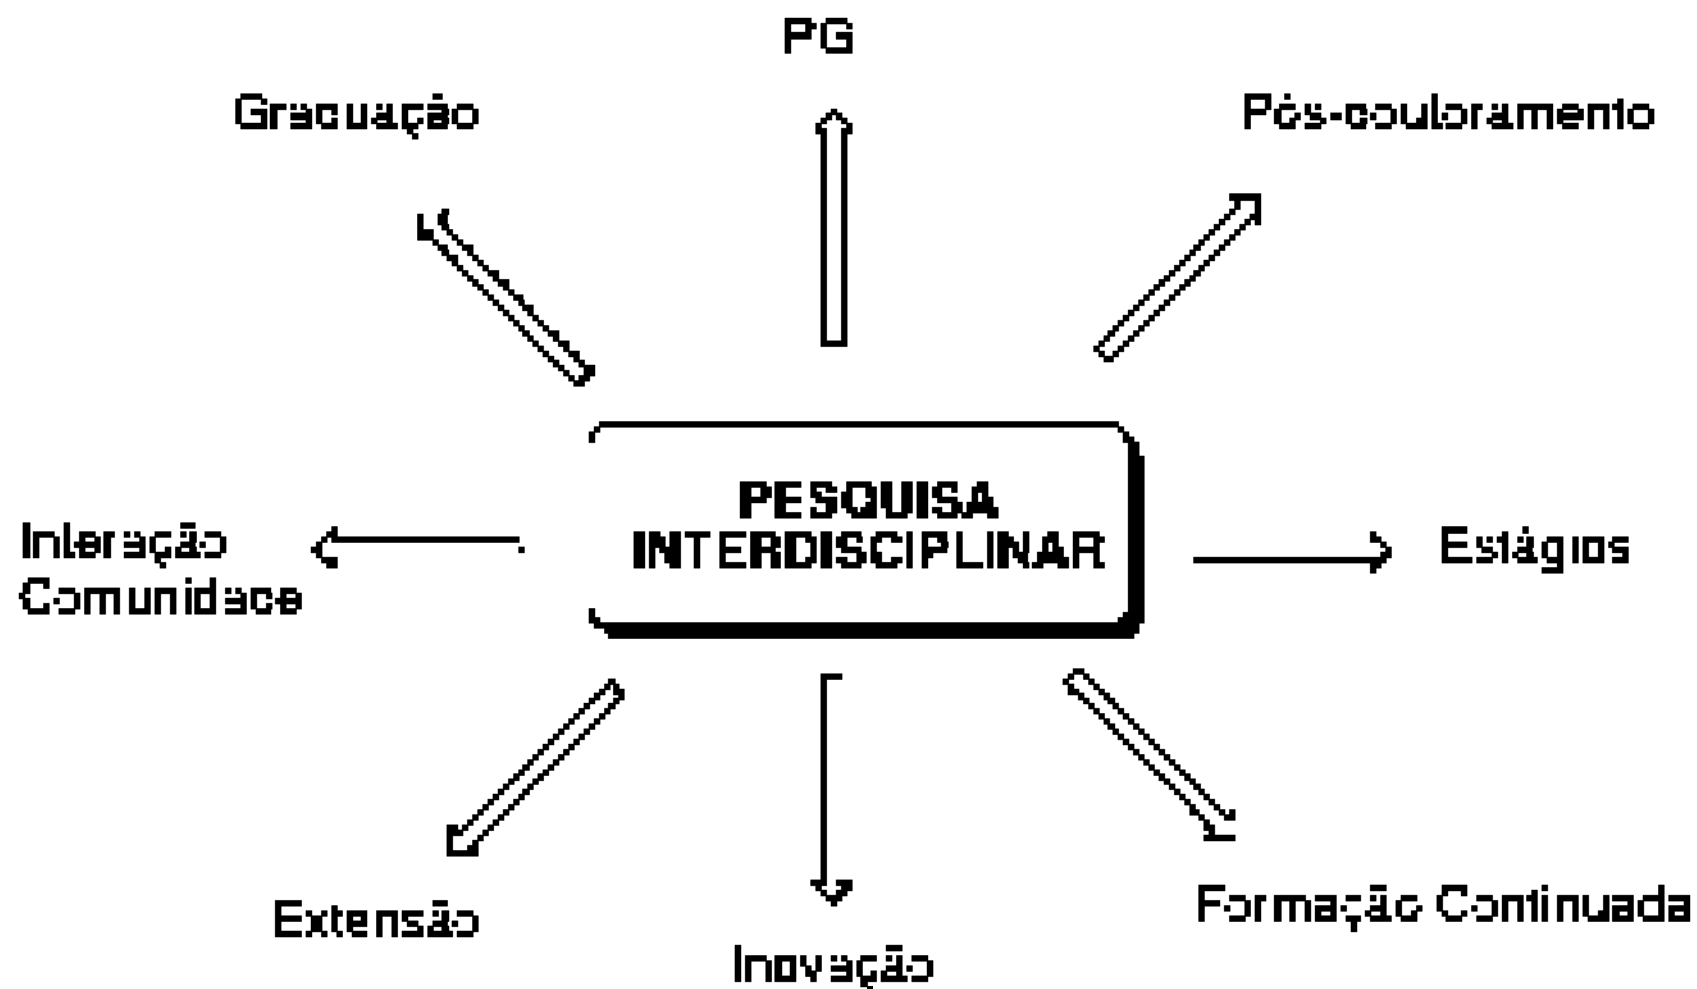 PG
Graduação
Pós-doutoramento
PESQUISA
INTERDISCIPLINAR
Interação
Comunidade
Estágios
Extensão
Formação Continuada
Inovação